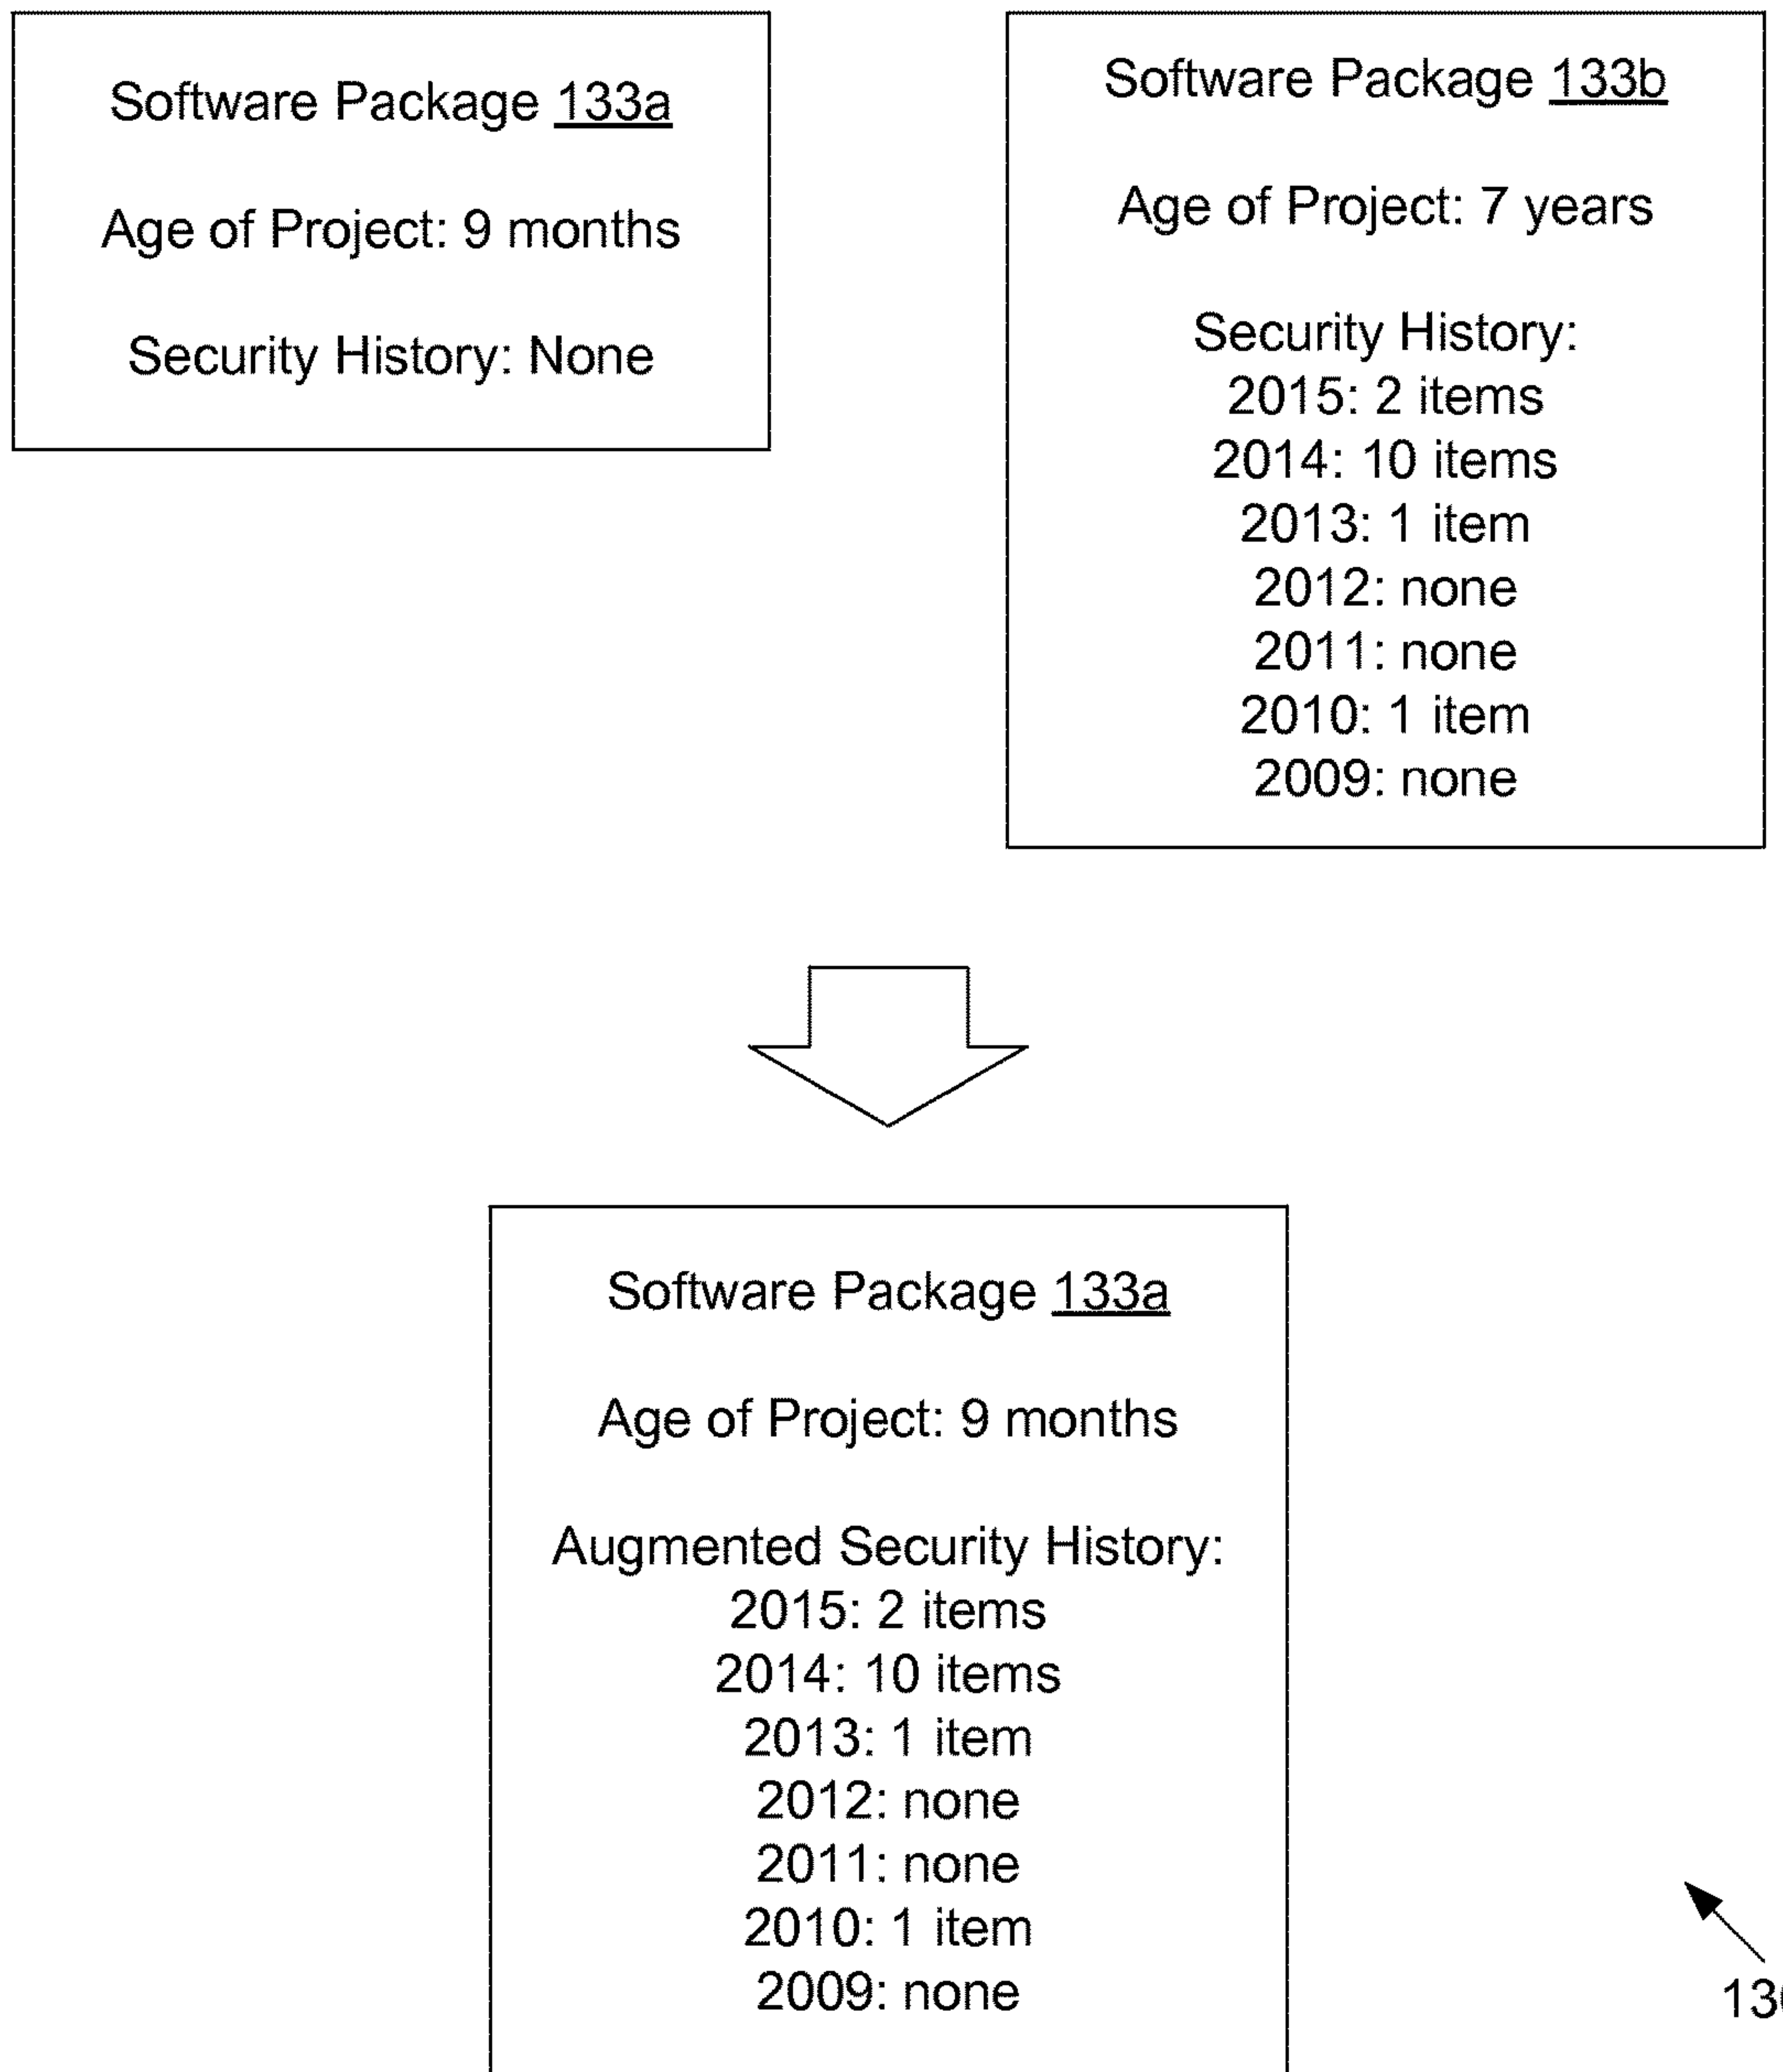 Software Package 133a
Age of Project: 9 months
Security History: None
Software Package 133b
Age of Project: 7 years
Security History:
2015: 2 items
2014: 10 items
2013: 1 item
2012: none
2011: none
2010: 1 item
2009: none
Software Package 133a
Age of Project: 9 months
Augmented Security History:
2015: 2 items
2014: 10 items
2013: 1 item
2012: none
2011: none
2010: 1 item
2009: none